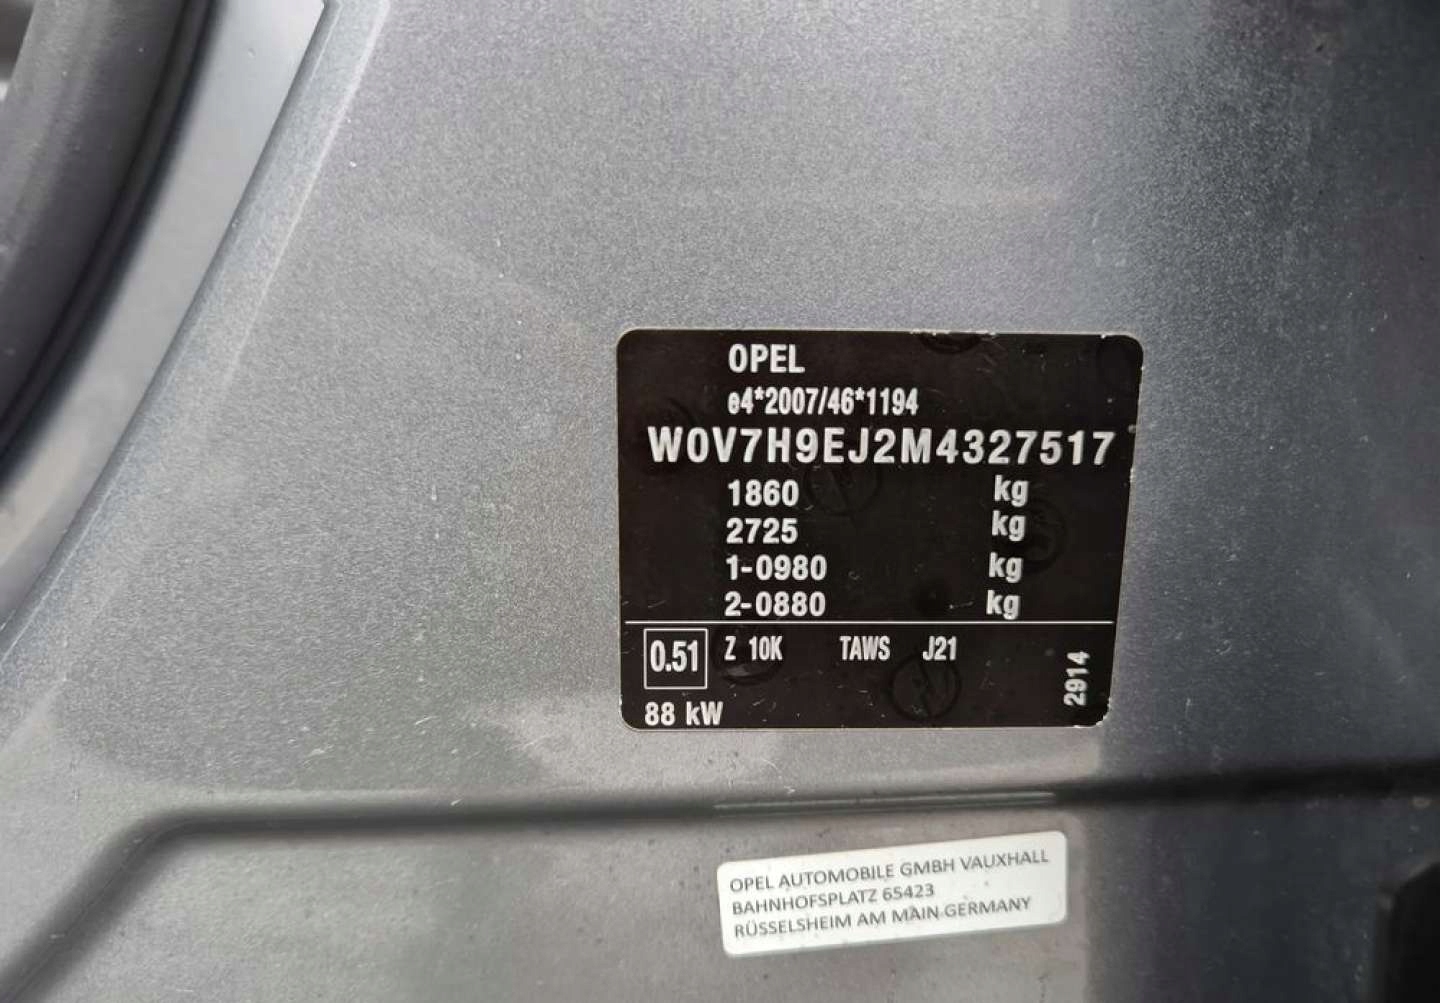 OPEL
e4*2007/46*1194
W0V7H9EJ2M4327517
1860 kg
2725 kg
1-0980 kg
2-0880 kg
0.51 Z 10K TAWS J21
2914
88 kW
OPEL AUTOMOBILE GMBH VAUXHALL
BAHNHOFSPLATZ 65423
RÜSSELSHEIM AM MAIN GERMANY